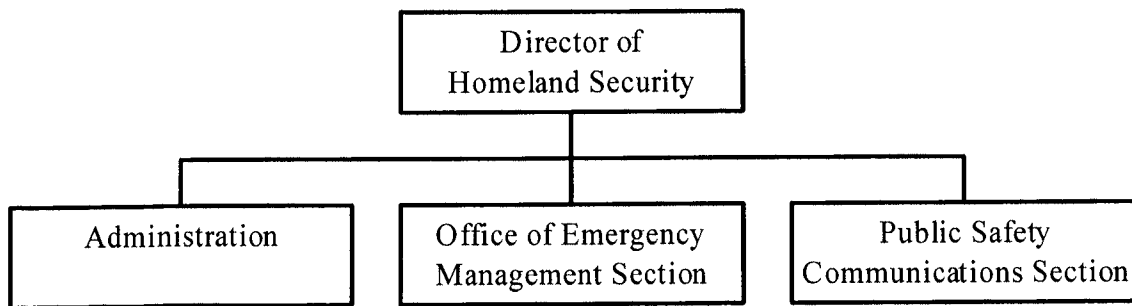 Director of
Homeland Security
Administration
Office of Emergency
Management Section
Public Safety
Communications Section